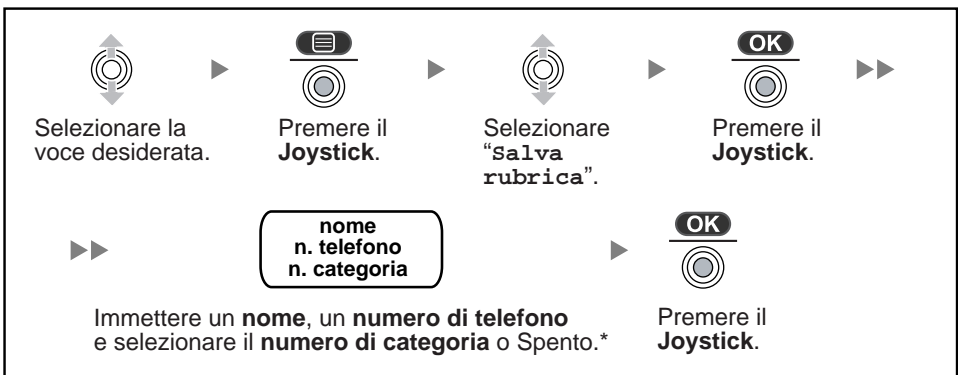 OK
Selezionare la
voce desiderata.
Premere il
Joystick.
Selezionare
“Salva
rubrica”.
Premere il
Joystick.
nome
n. telefono
n. categoria
OK
Immettere un nome, un numero di telefono
e selezionare il numero di categoria o Spento.*
Premere il
Joystick.